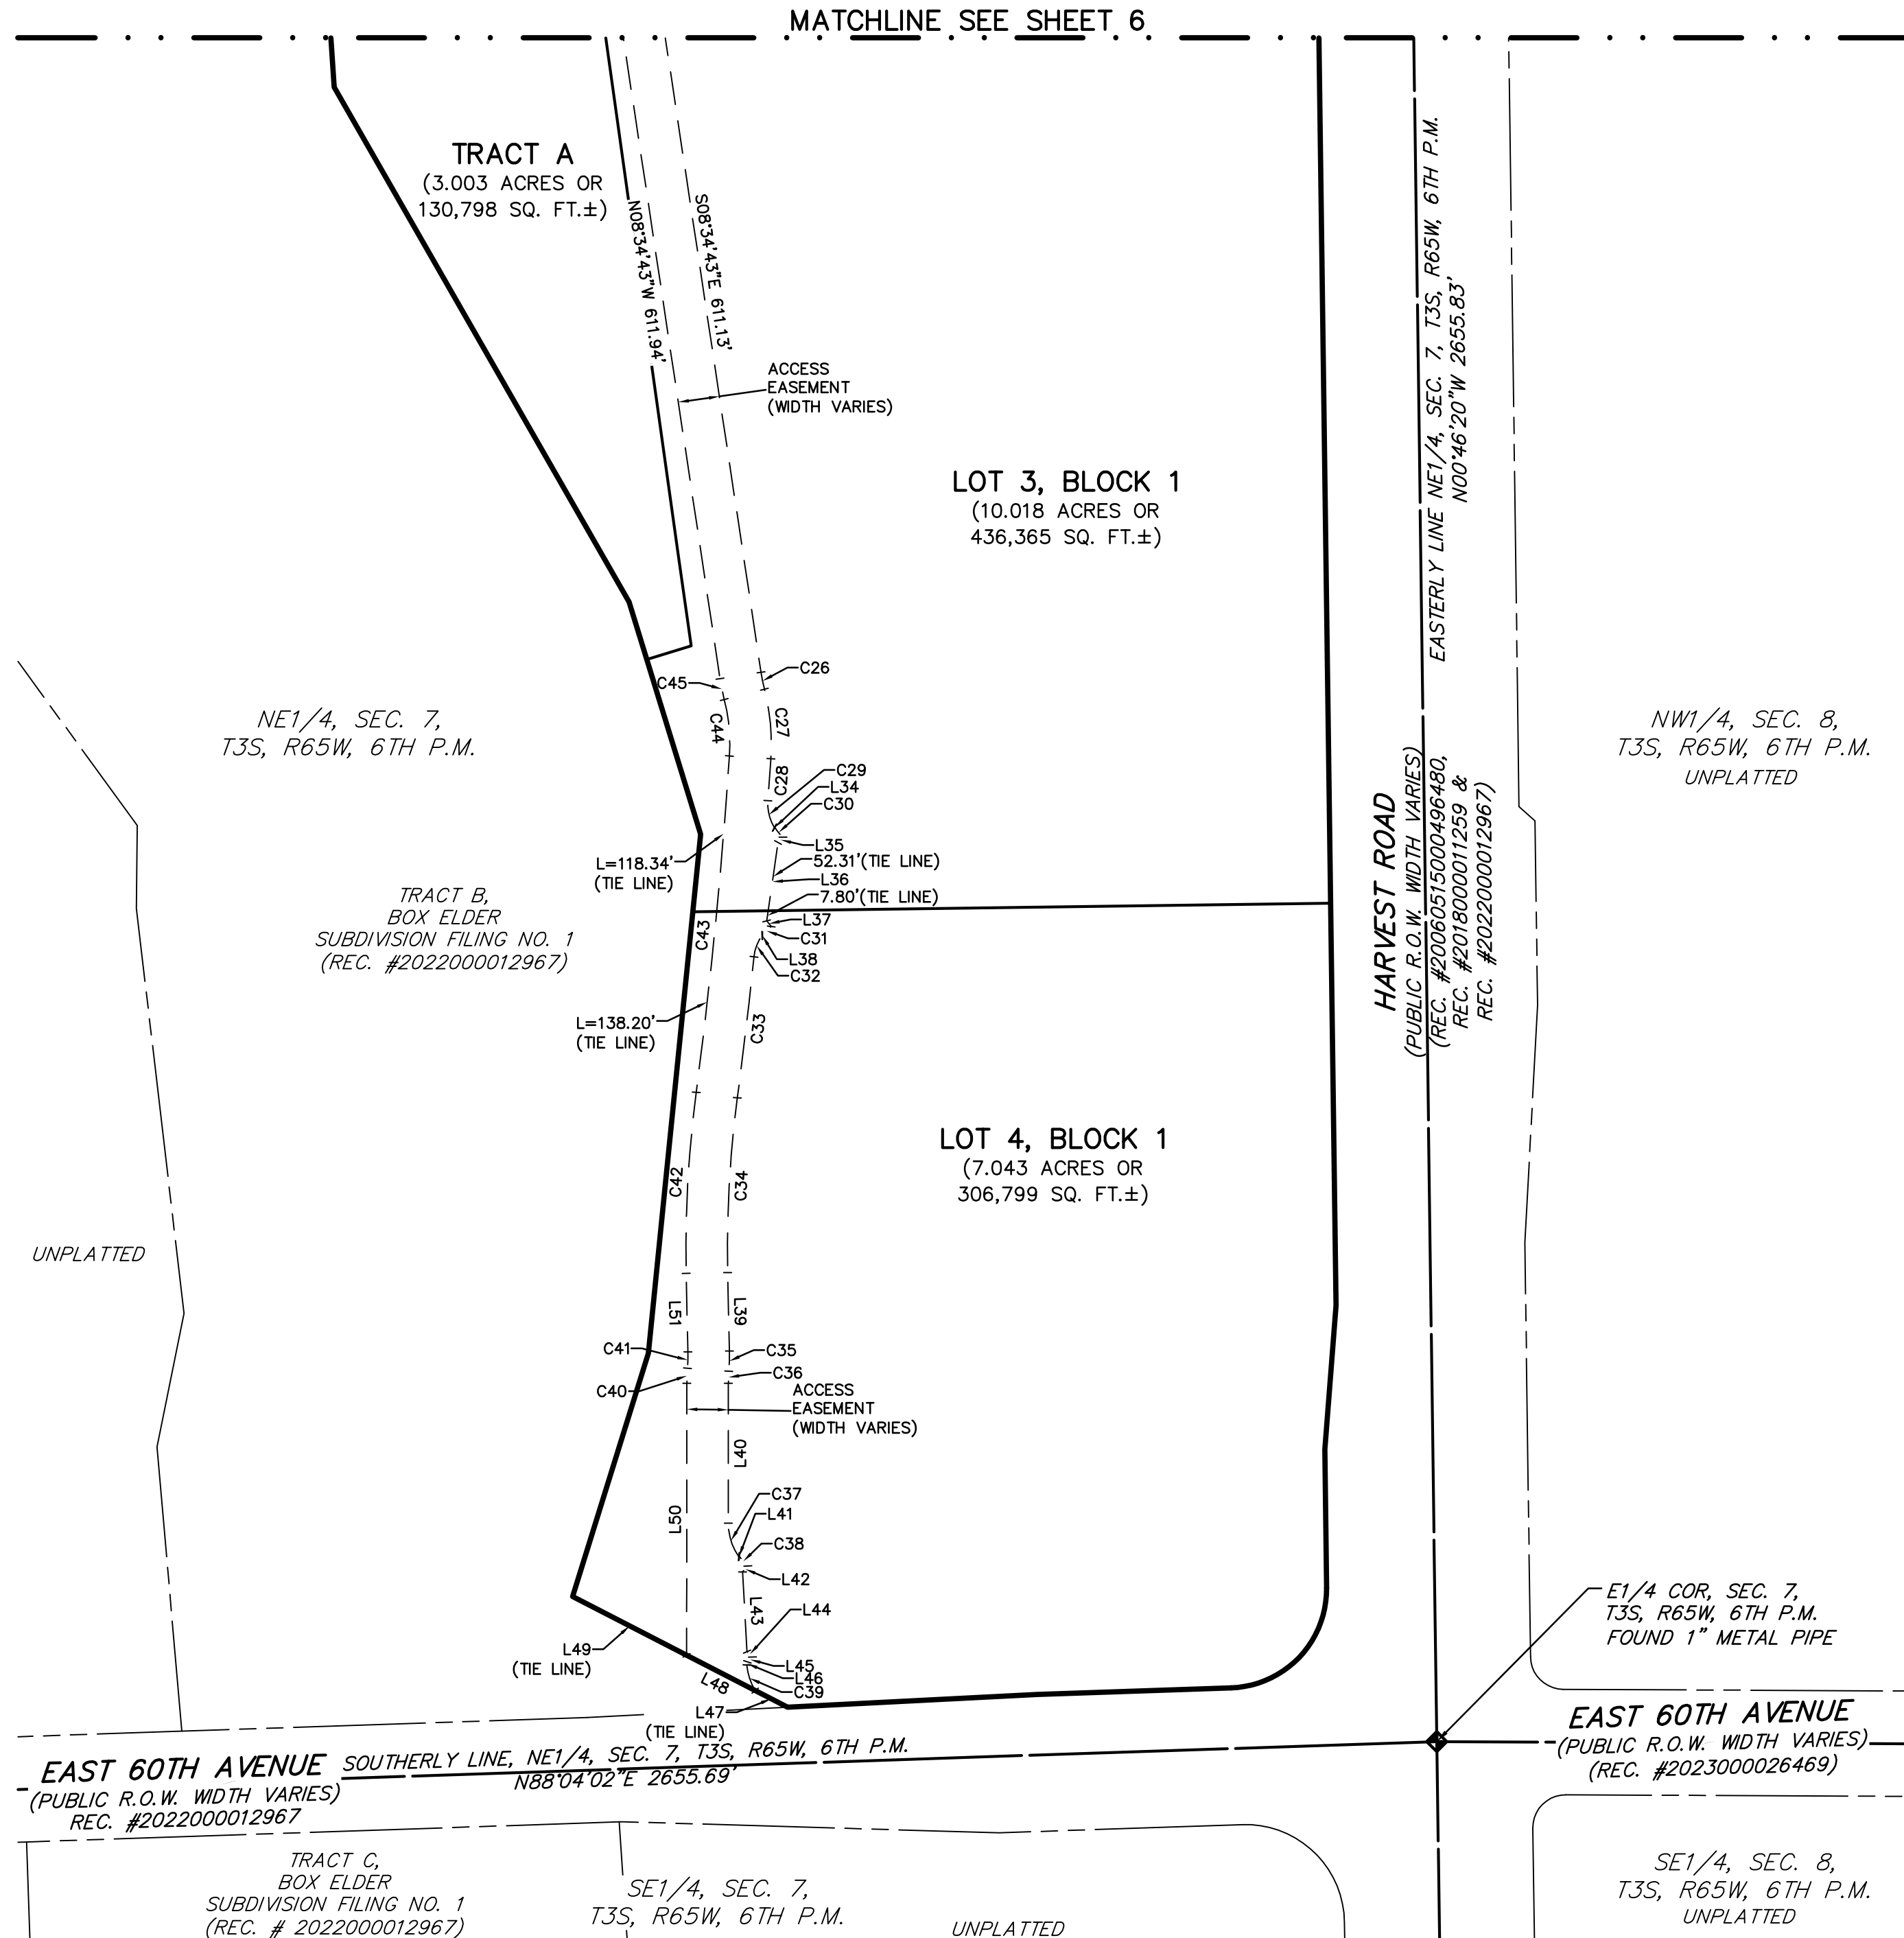 MATCHLINE SEE SHEET 6
TRACT A
(3.003 ACRES OR
130,798 SQ. FT.±)
N08°34'43"W 611.94'
S08°34'43"E 611.13'
ACCESS
EASEMENT
(WIDTH VARIES)
LOT 3, BLOCK 1
(10.018 ACRES OR
436,365 SQ. FT.±)
EASTERLY LINE NE1/4, SEC. 7, T3S, R65W, 6TH P.M.
N00°46'20"W 2655.83'
C26
C45
C44
C27
C28
C29
L34
C30
L35
52.31'(TIE LINE)
L36
7.80'(TIE LINE)
L37
C31
L38
C32
L=118.34'
(TIE LINE)
C43
L=138.20'
(TIE LINE)
C33
NE1/4, SEC. 7,
T3S, R65W, 6TH P.M.
NW1/4, SEC. 8,
T3S, R65W, 6TH P.M.
UNPLATTED
TRACT B,
BOX ELDER
SUBDIVISION FILING NO. 1
(REC. #2022000012967)
HARVEST ROAD
(PUBLIC R.O.W. WIDTH VARIES)
(REC. #20060515000496480,
REC. #2018000011259 &
REC. #2022000012967)
LOT 4, BLOCK 1
(7.043 ACRES OR
306,799 SQ. FT.±)
C42
C34
UNPLATTED
L51
L39
C41
C35
C36
C40
ACCESS
EASEMENT
(WIDTH VARIES)
L40
L50
C37
L41
C38
L42
L43
L44
L49
(TIE LINE)
L45
L46
C39
L48
L47
(TIE LINE)
E1/4 COR, SEC. 7,
T3S, R65W, 6TH P.M.
FOUND 1" METAL PIPE
EAST 60TH AVENUE
(PUBLIC R.O.W. WIDTH VARIES)
REC. #2022000012967
SOUTHERLY LINE, NE1/4, SEC. 7, T3S, R65W, 6TH P.M.
N88°04'02"E 2655.69'
EAST 60TH AVENUE
(PUBLIC R.O.W. WIDTH VARIES)
(REC. #2023000026469)
TRACT C,
BOX ELDER
SUBDIVISION FILING NO. 1
(REC. # 2022000012967)
SE1/4, SEC. 7,
T3S, R65W, 6TH P.M.
UNPLATTED
SE1/4, SEC. 8,
T3S, R65W, 6TH P.M.
UNPLATTED